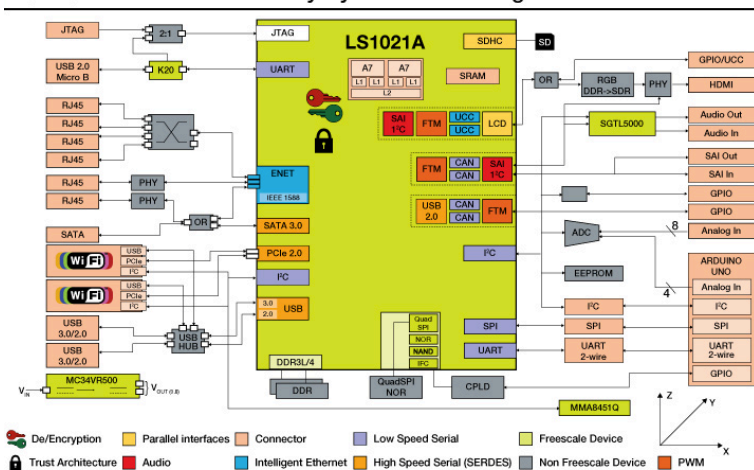 JTAG
2:1
JTAG
LS1021A
SDHC
SD
USB 2.0
Micro B
K20
UART
A7
A7
L1
L1
L1
L1
L2
SRAM
OR
RGB
DDR->SDR
PHY
GPIO/UCC
HDMI
RJ45
RJ45
RJ45
RJ45
SAI
I²C
FTM
UCC
UCC
LCD
SGTL5000
Audio Out
Audio In
FTM
CAN
CAN
SAI
I²C
SAI Out
SAI In
RJ45
PHY
RJ45
PHY
ENET
IEEE 1588
USB
2.0
CAN
CAN
FTM
GPIO
GPIO
OR
SATA
SATA 3.0
ADC
8
Analog In
WiFi
USB
PCIe
I²C
PCIe 2.0
I²C
I²C
EEPROM
ARDUINO
UNO
4
Analog In
WiFi
USB
PCIe
I²C
3.0
2.0
USB
Quad
SPI
NOR
NAND
IFC
SPI
UART
I²C
I²C
SPI
SPI
UART
2-wire
UART
2-wire
GPIO
USB
3.0/2.0
USB
3.0/2.0
USB
HUB
DDR3L/4
DDR
QuadSPI
NOR
CPLD
MC34VR500
VIN
VOUT (0.8)
MMA8451Q
Z
Y
X
De/Encryption
Parallel interfaces
Connector
Low Speed Serial
Freescale Device
Trust Architecture
Audio
Intelligent Ethernet
High Speed Serial (SERDES)
Non Freescale Device
PWM